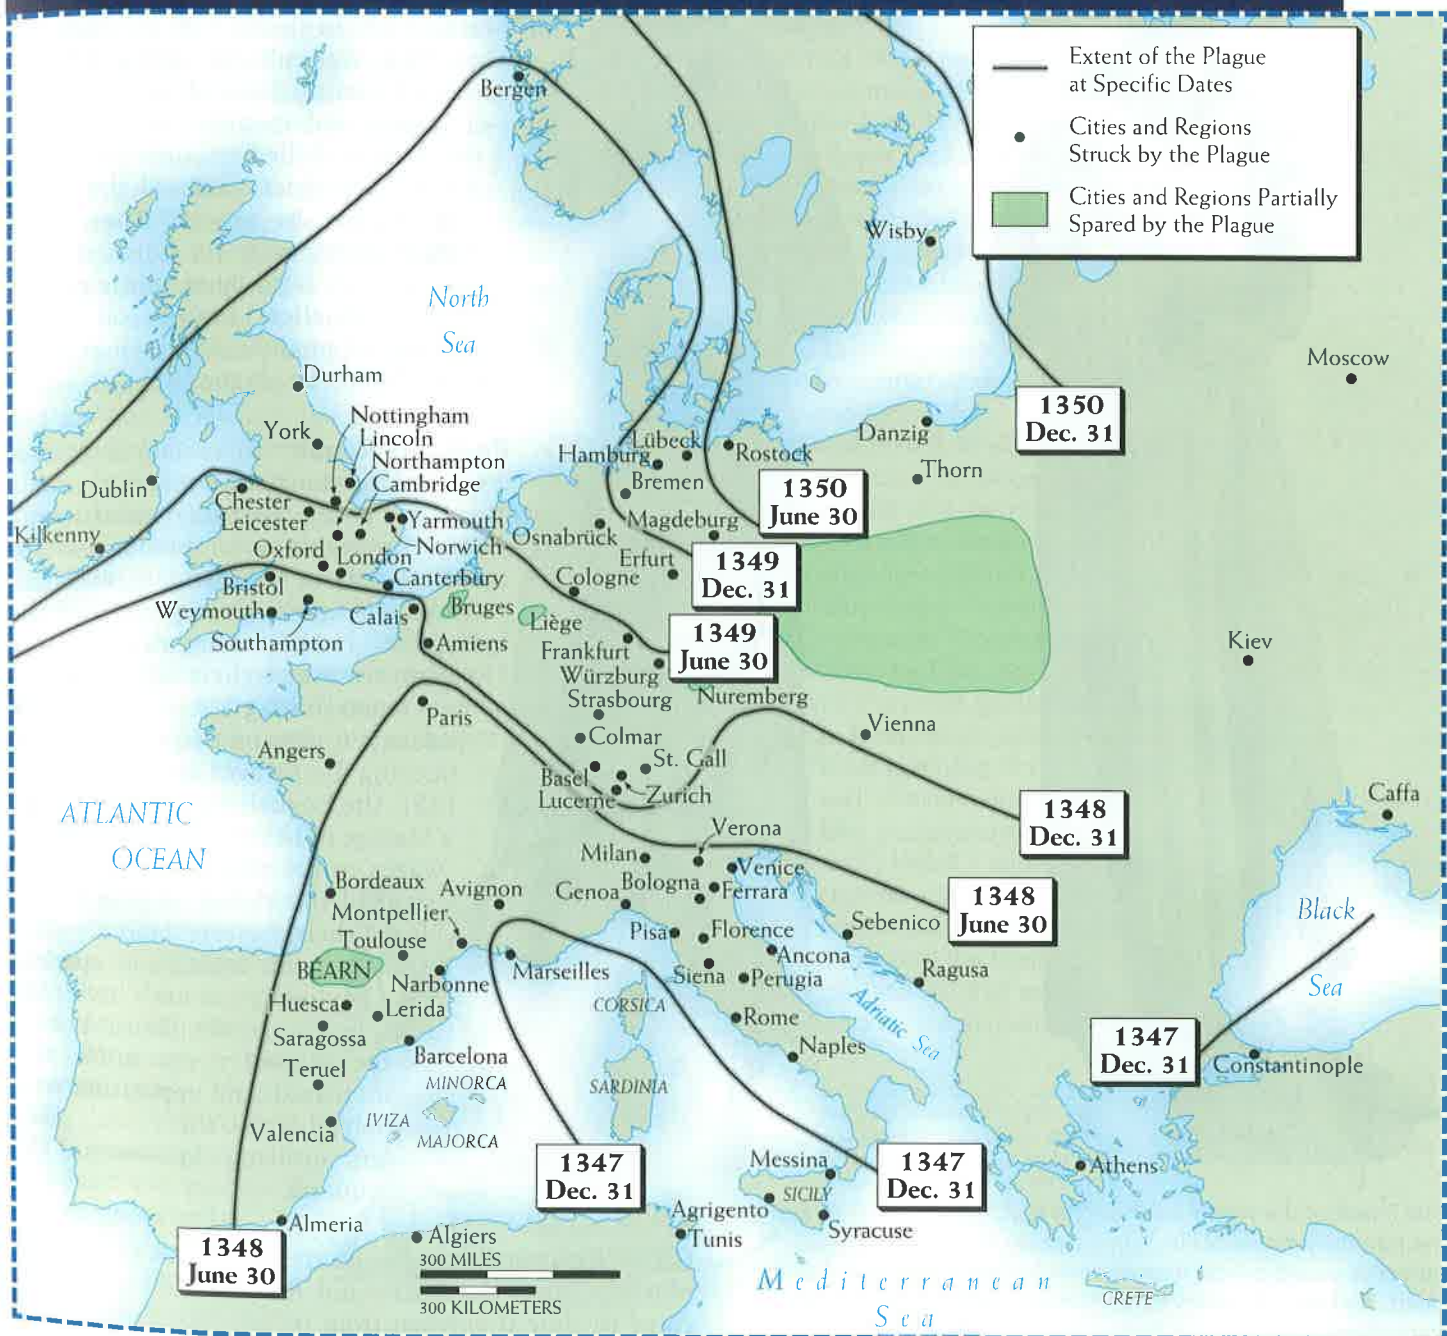 Extent of the Plague
at Specific Dates
Cities and Regions
Struck by the Plague
Cities and Regions Partially
Spared by the Plague
Bergen
Wisby
North
Sea
Moscow
Durham
1350
Dec. 31
Nottingham
York
Lincoln
Northampton
Cambridge
Lübeck
Hamburg
Rostock
Danzig
Thorn
Dublin
Bremen
1350
June 30
Chester
Leicester
Yarmouth
Magdeburg
Kilkenny
Norwich
Osnabrück
Oxford
London
Erfurt
1349
Dec. 31
Bristol
Canterbury
Cologne
Weymouth
Calais
Bruges
Liège
Southampton
Amiens
Frankfurt
1349
June 30
Kiev
Würzburg
Strasbourg
Nuremberg
Paris
Vienna
Colmar
Angers
St. Gall
Basel
Lucerne
Zurich
1348
Dec. 31
Caffa
ATLANTIC
OCEAN
Verona
Milan
Venice
Bordeaux
Avignon
Genoa
Bologna
Ferrara
1348
June 30
Montpellier
Black
Sea
Toulouse
Pisa
Florence
Sebenico
BEARN
Marseilles
Ancona
Narbonne
Siena
Perugia
Ragusa
Huesca
Lerida
CORSICA
Adriatic Sea
Saragossa
Rome
1347
Dec. 31
Barcelona
Naples
Constantinople
Teruel
MINORCA
SARDINIA
IVIZA
Valencia
MAJORCA
1347
Dec. 31
Messina
1347
Dec. 31
Athens
SICILY
Agrigento
Almeria
Syracuse
Algiers
Tunis
1348
June 30
300 MILES
300 KILOMETERS
Mediterranean
Sea
CRETE